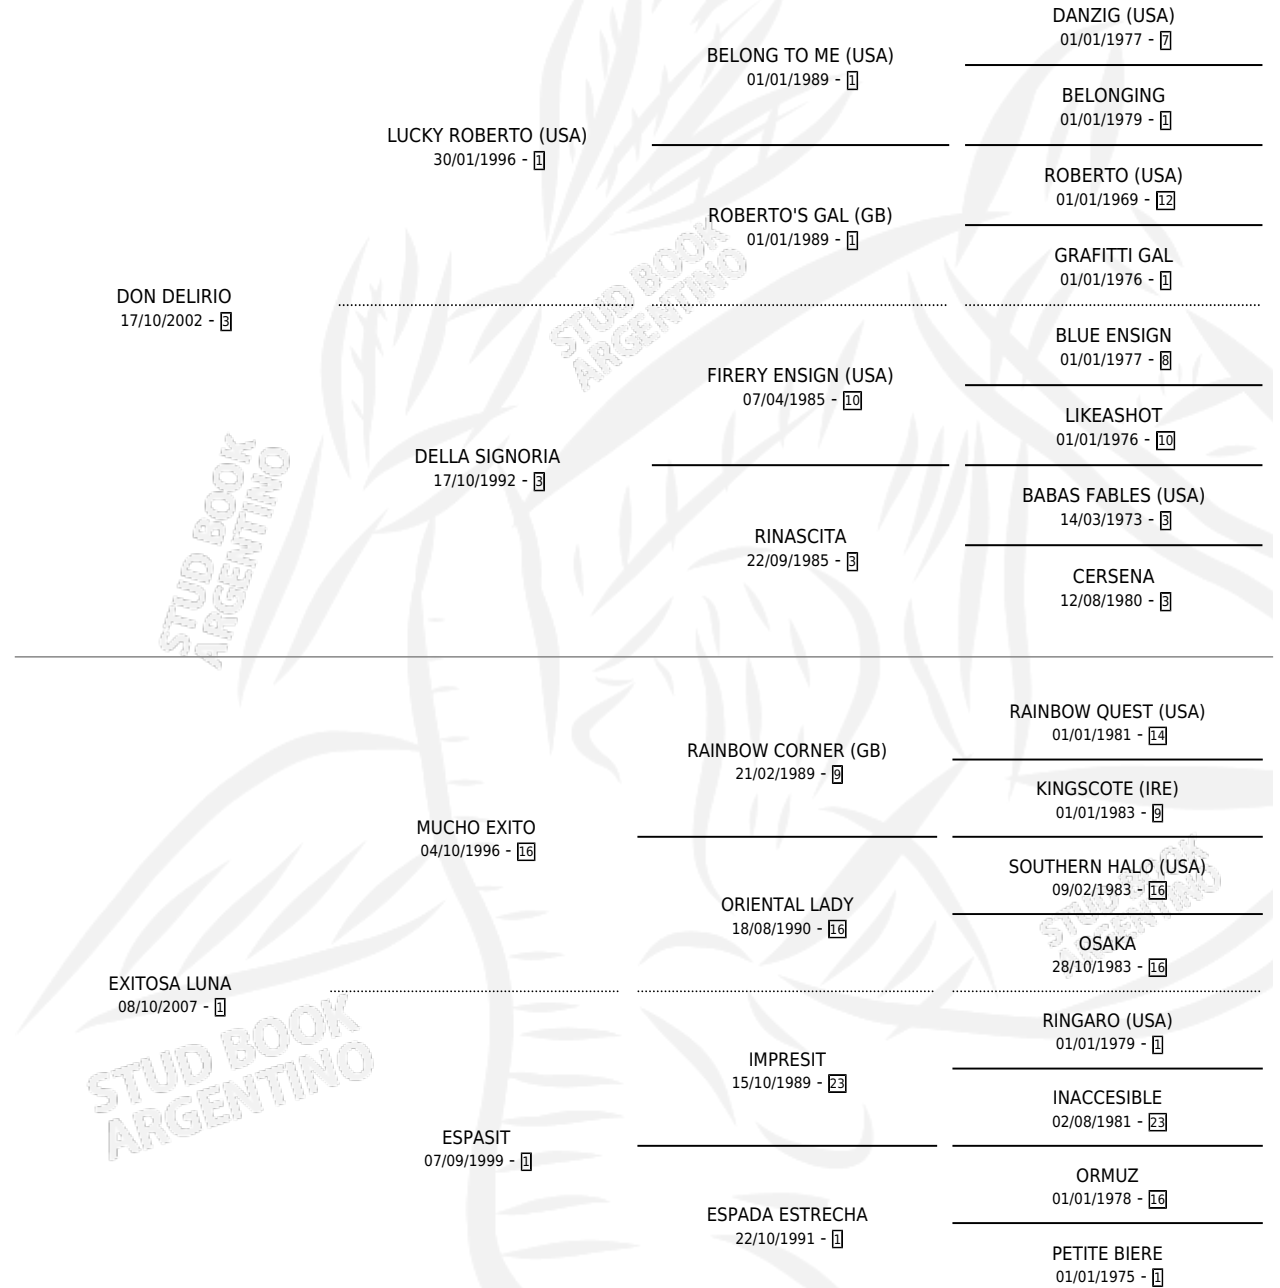 DANZIG (USA)
01/01/1977 - 7
BELONG TO ME (USA)
01/01/1989 - 1
BELONGING
01/01/1979 - 1
LUCKY ROBERTO (USA)
30/01/1996 - 1
ROBERTO (USA)
01/01/1969 - 12
ROBERTO'S GAL (GB)
01/01/1989 - 1
GRAFITTI GAL
01/01/1976 - 1
DON DELIRIO
17/10/2002 - 3
BLUE ENSIGN
01/01/1977 - 8
FIRERY ENSIGN (USA)
07/04/1985 - 10
LIKEASHOT
01/01/1976 - 10
DELLA SIGNORIA
17/10/1992 - 3
BABAS FABLES (USA)
14/03/1973 - 3
RINASCITA
22/09/1985 - 3
CERSENA
12/08/1980 - 3
STUD BOOK
ARGENTINO
STUD BOOK
ARGENTINO
RAINBOW QUEST (USA)
01/01/1981 - 14
RAINBOW CORNER (GB)
21/02/1989 - 9
KINGSCOTE (IRE)
01/01/1983 - 9
MUCHO EXITO
04/10/1996 - 16
SOUTHERN HALO (USA)
09/02/1983 - 16
ORIENTAL LADY
18/08/1990 - 16
OSAKA
28/10/1983 - 16
EXITOSA LUNA
08/10/2007 - 1
RINGARO (USA)
01/01/1979 - 1
IMPRESIT
15/10/1989 - 23
INACCESIBLE
02/08/1981 - 23
ESPASIT
07/09/1999 - 1
ORMUZ
01/01/1978 - 16
ESPADA ESTRECHA
22/10/1991 - 1
PETITE BIERE
01/01/1975 - 1
STUD BOOK
ARGENTINO
STUD BOOK
ARGENTINO